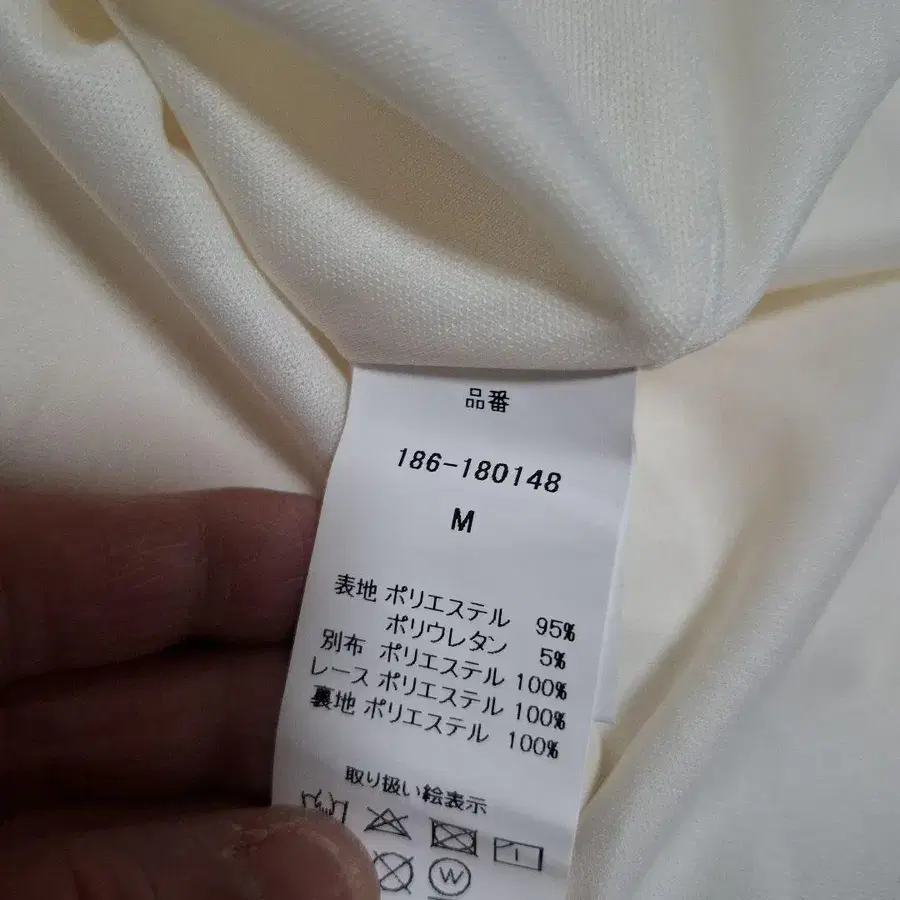 品番
186-180148
M
表地 ポリエステル 95%
ポリウレタン 5%
別布 ポリエステル 100%
レース ポリエステル 100%
裏地 ポリエステル 100%
取り扱い絵表示
W